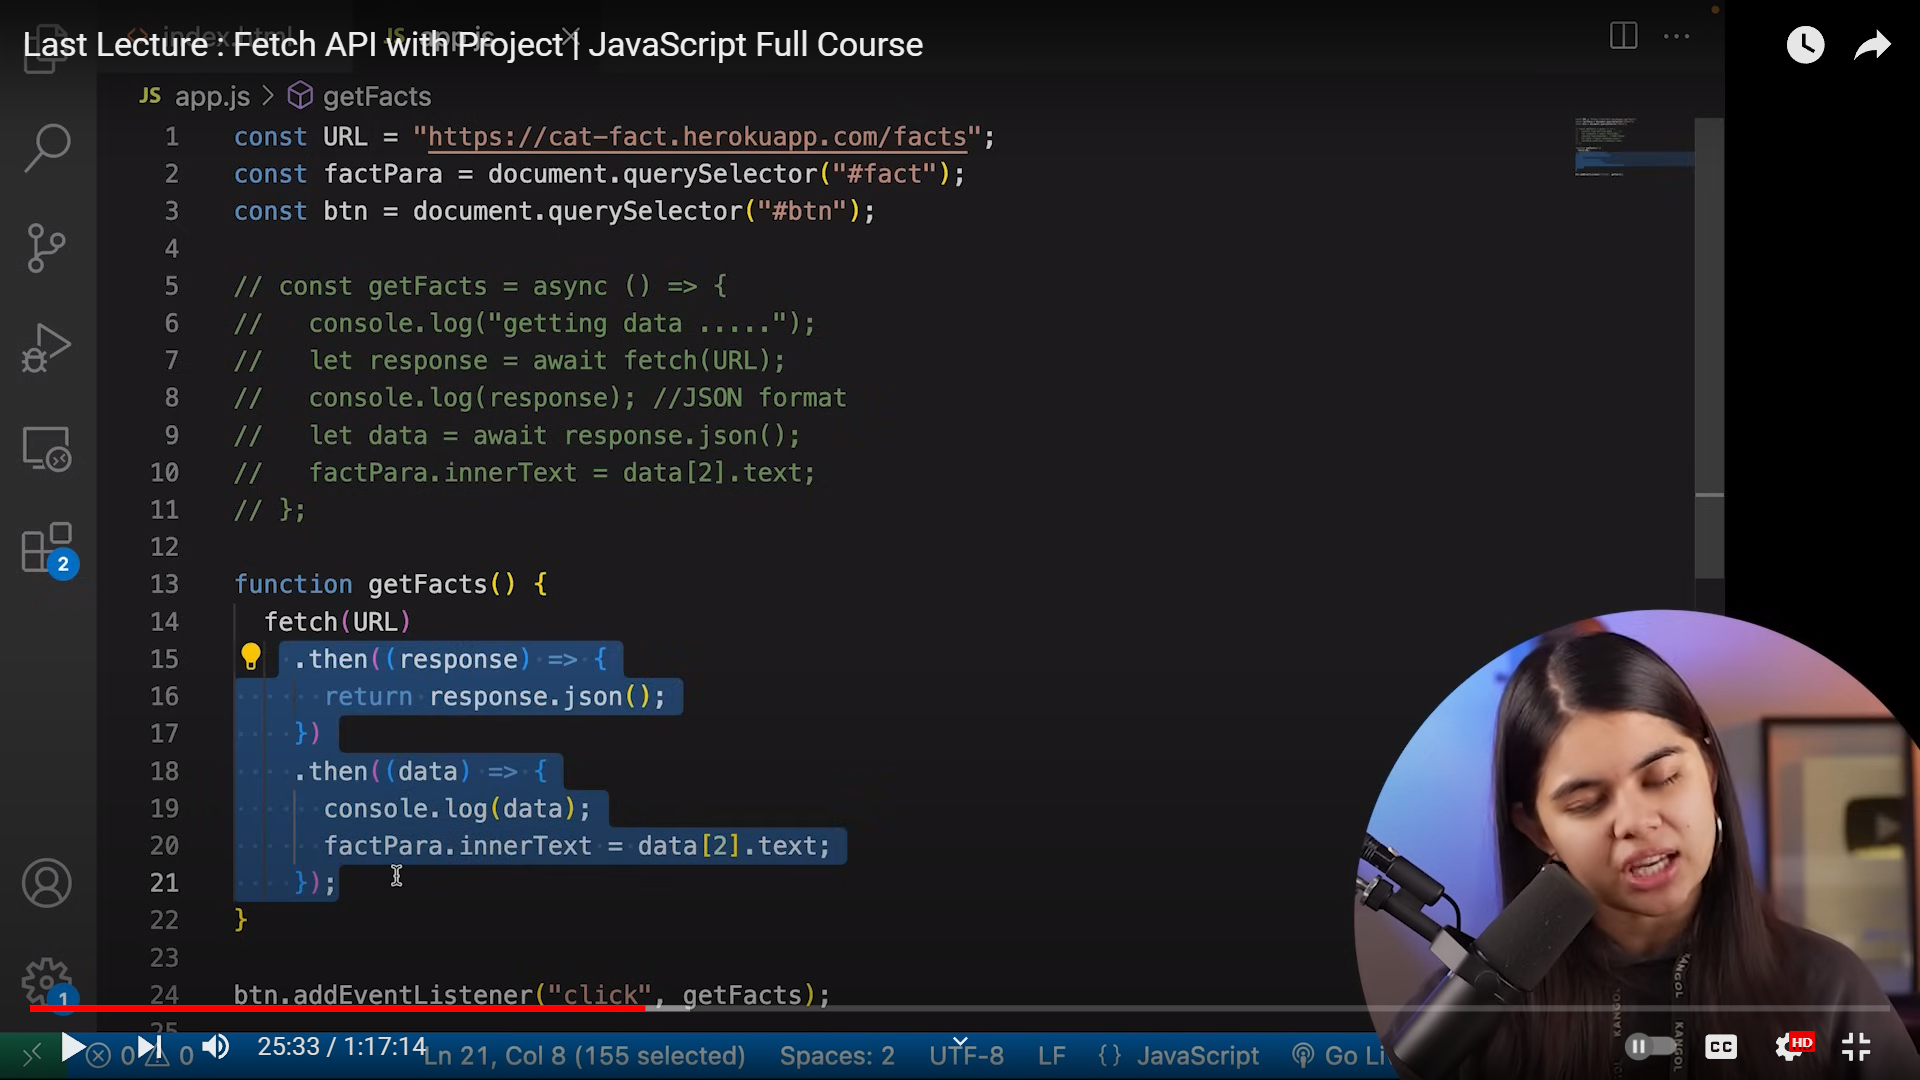 Last Lecture : Fetch API with Project | JavaScript Full Course
JS app.js > getFacts
1 const URL = "https://cat-fact.herokuapp.com/facts";
2 const factPara = document.querySelector("#fact");
3 const btn = document.querySelector("#btn");
4
5 // const getFacts = async () => {
6 //   console.log("getting data .....");
7 //   let response = await fetch(URL);
8 //   console.log(response); //JSON format
9 //   let data = await response.json();
10 //   factPara.innerText = data[2].text;
11 // };
12
13 function getFacts() {
14   fetch(URL)
15     .then((response) => {
16       return response.json();
17     })
18     .then((data) => {
19       console.log(data);
20       factPara.innerText = data[2].text;
21     });
22 }
23
24 btn.addEventListener("click", getFacts);
25
2
1
25:33 / 1:17:14
0 0 Ln 21, Col 8 (155 selected) Spaces: 2 UTF-8 LF {} JavaScript Go Li
CC HD
KANGOL
KANGOL